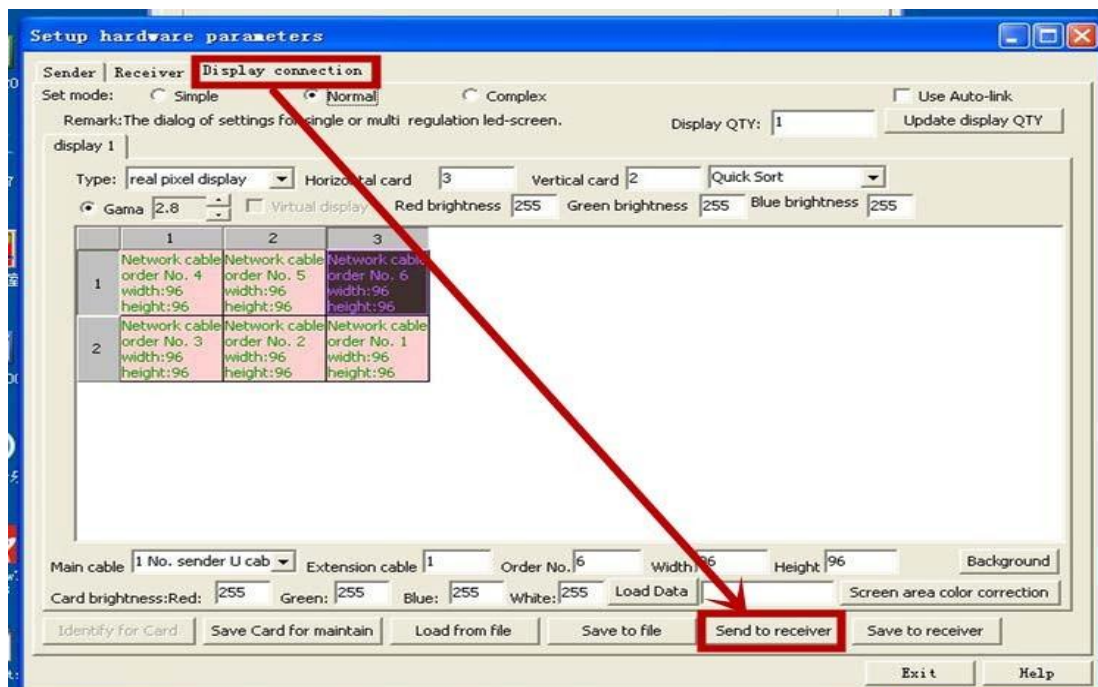 Setup hardware parameters
Sender Receiver Display connection
Set mode: Simple Normal Complex Use Auto-link
Remark:The dialog of settings for single or multi regulation led-screen. Display QTY: 1 Update display QTY
display 1
Type: real pixel display Horizontal card 3 Vertical card 2 Quick Sort
Gama 2.8 Virtual display Red brightness 255 Green brightness 255 Blue brightness 255
1 2 3
1
Network cable order No. 4 width:96 height:96
Network cable order No. 5 width:96 height:96
Network cable order No. 6 width:96 height:96
2
Network cable order No. 3 width:96 height:96
Network cable order No. 2 width:96 height:96
Network cable order No. 1 width:96 height:96
Main cable 1 No. sender U cab Extension cable 1 Order No. 6 Width 96 Height 96 Background
Card brightness:Red: 255 Green: 255 Blue: 255 White: 255 Load Data Screen area color correction
Identify for Card Save Card for maintain Load from file Save to file Send to receiver Save to receiver
Exit Help